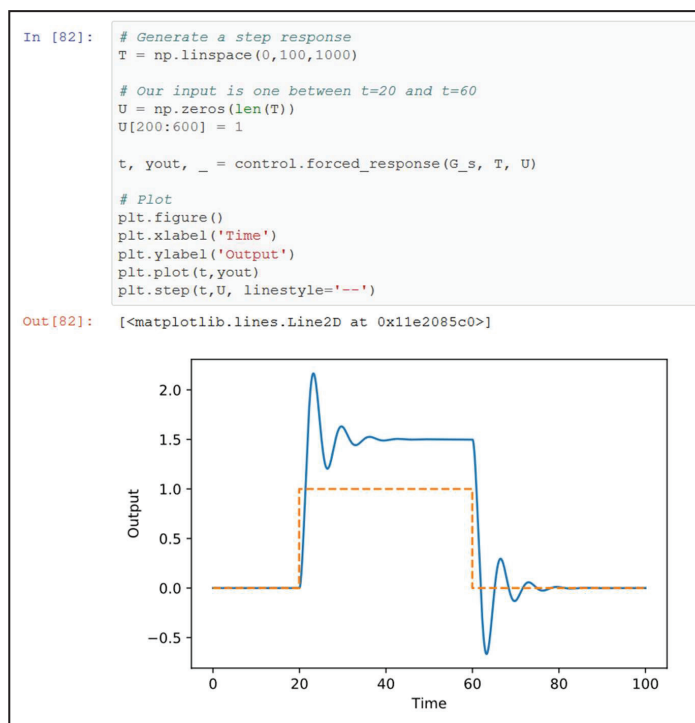 In [82]:
# Generate a step response
T = np.linspace(0,100,1000)
# Our input is one between t=20 and t=60
U = np.zeros(len(T))
U[200:600] = 1
t, yout, _ = control.forced_response(G_s, T, U)
# Plot
plt.figure()
plt.xlabel('Time')
plt.ylabel('Output')
plt.plot(t,yout)
plt.step(t,U, linestyle='--')
Out[82]: [<matplotlib.lines.Line2D at 0x11e2085c0>]
2.0
1.5
1.0
0.5
0.0
−0.5
Output
0 20 40 60 80 100
Time